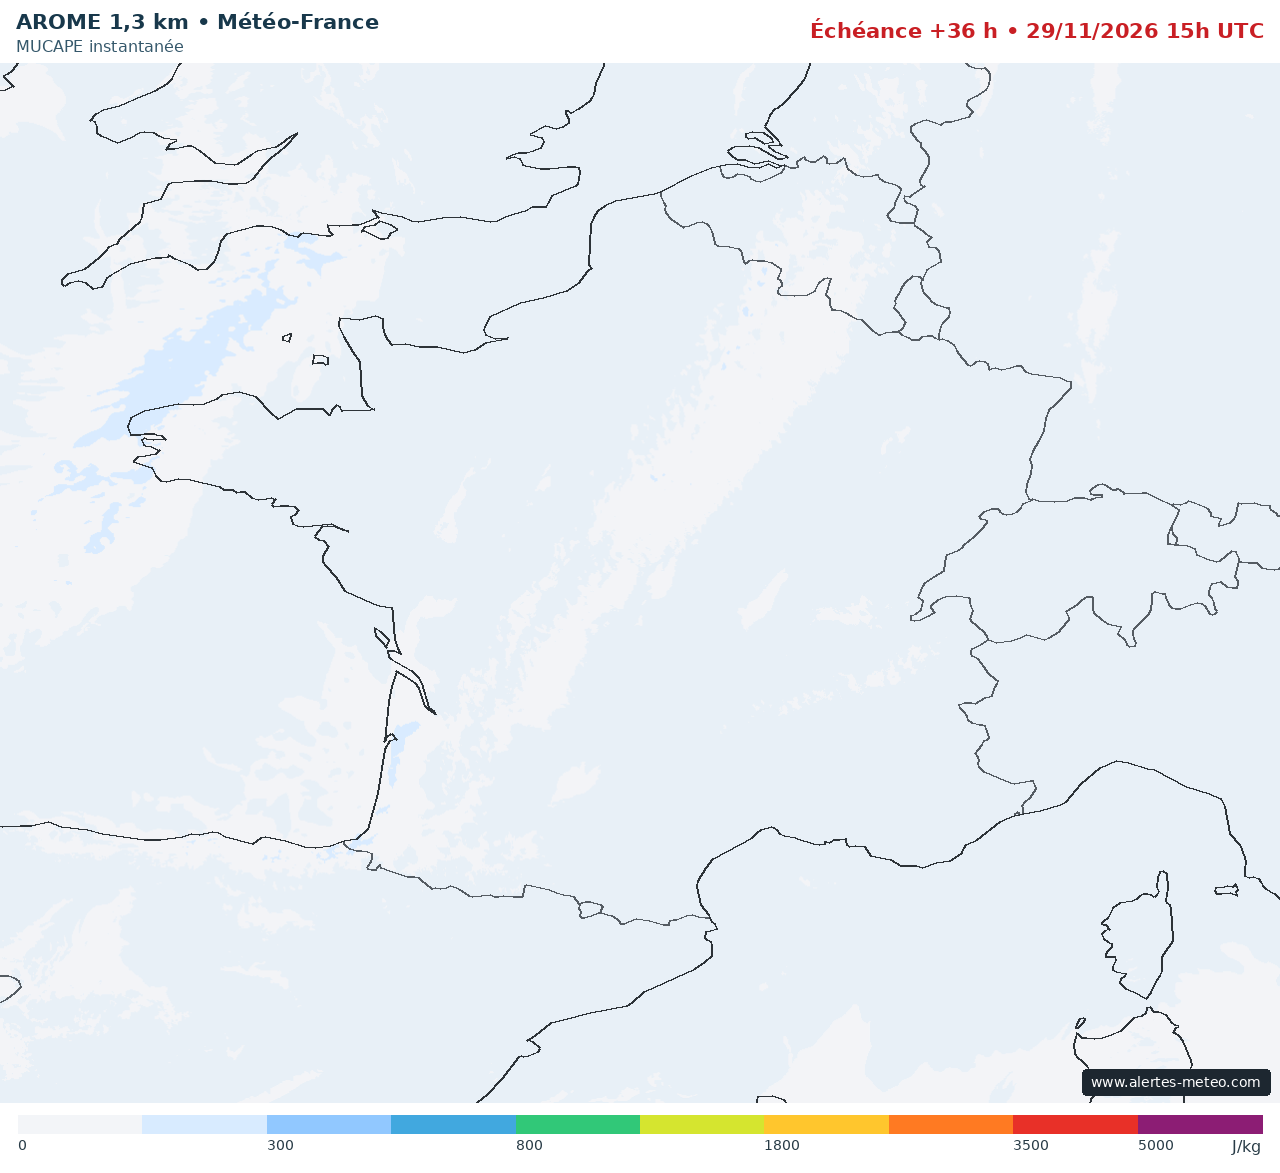 AROME 1,3 km • Météo-France
MUCAPE instantanée
Échéance +36 h • 29/11/2026 15h UTC
www.alertes-meteo.com
0 300 800 1800 3500 5000 J/kg